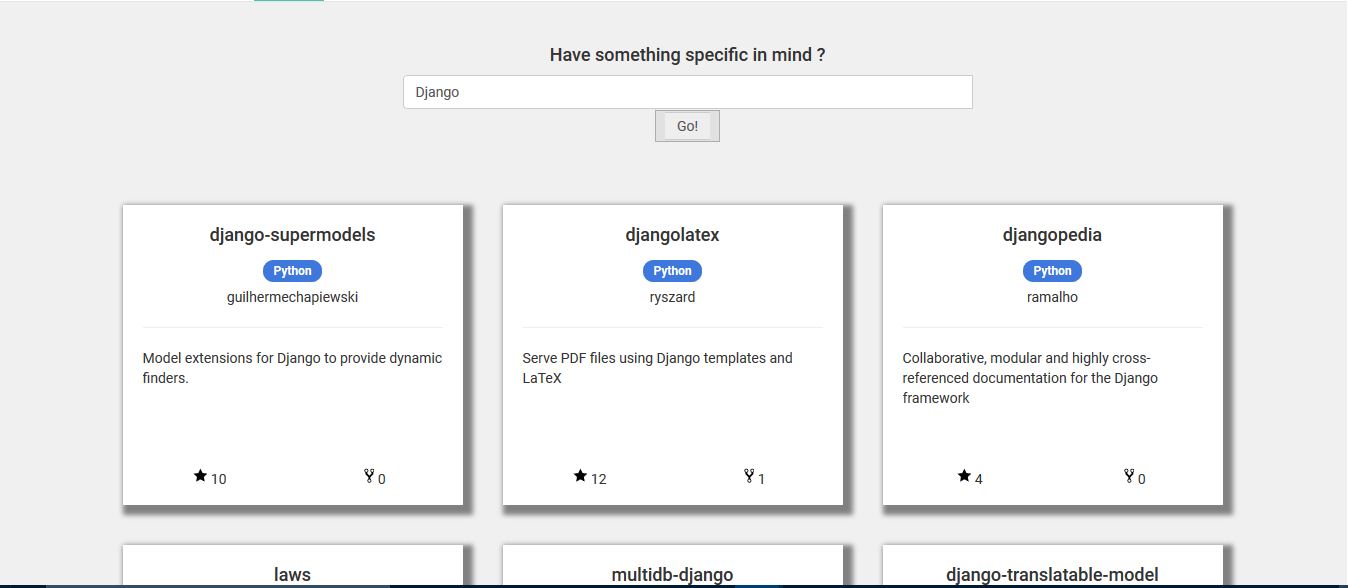 Have something specific in mind ?
Django
Go!
django-supermodels
Python
guilhermechapiewski
Model extensions for Django to provide dynamic
finders.
10
0
djangolatex
Python
ryszard
Serve PDF files using Django templates and
LaTeX
12
1
djangopedia
Python
ramalho
Collaborative, modular and highly cross-
referenced documentation for the Django
framework
4
0
laws
multidb-django
django-translatable-model